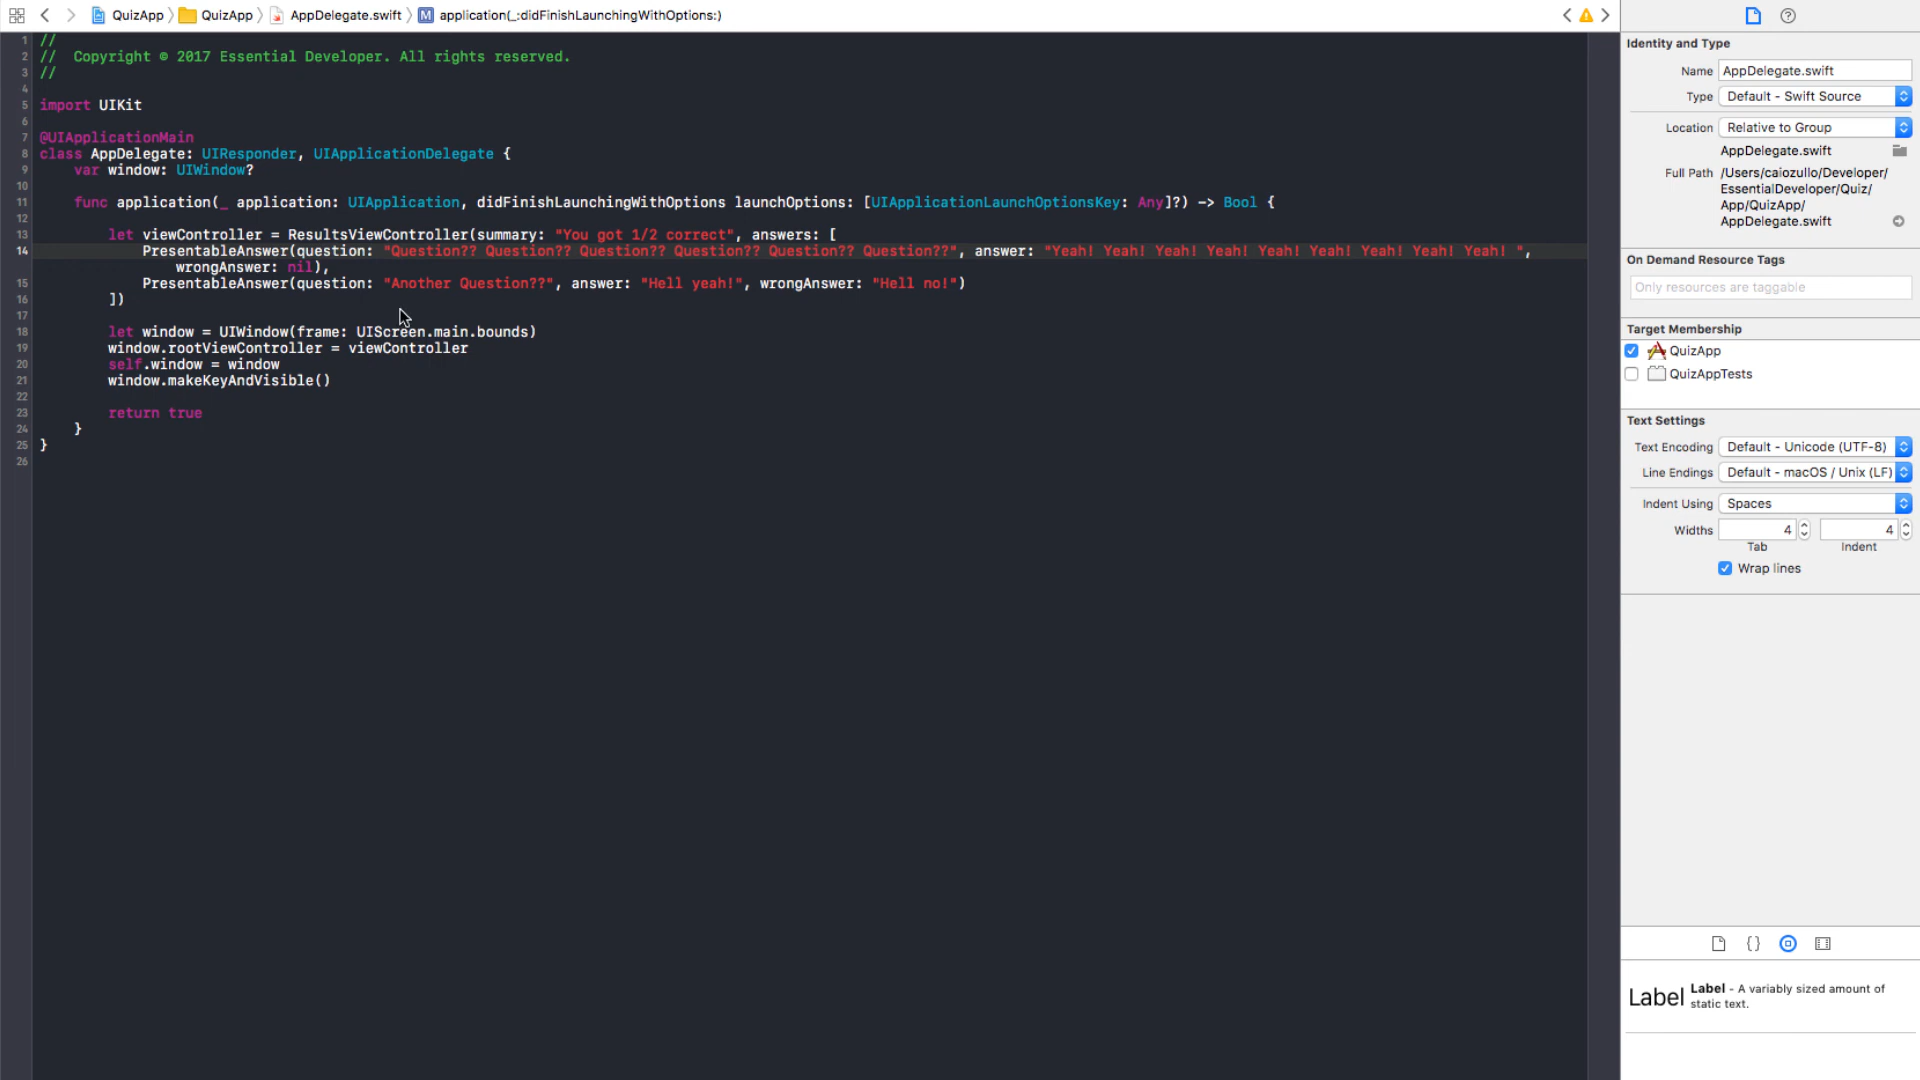 QuizApp QuizApp AppDelegate.swift M application(_:didFinishLaunchingWithOptions:)
1 //
2 //  Copyright © 2017 Essential Developer. All rights reserved.
3 //
4
5 import UIKit
6
7 @UIApplicationMain
8 class AppDelegate: UIResponder, UIApplicationDelegate {
9     var window: UIWindow?
10
11     func application(_ application: UIApplication, didFinishLaunchingWithOptions launchOptions: [UIApplicationLaunchOptionsKey: Any]?) -> Bool {
12
13         let viewController = ResultsViewController(summary: "You got 1/2 correct", answers: [
14             PresentableAnswer(question: "Question?? Question?? Question?? Question?? Question?? Question??", answer: "Yeah! Yeah! Yeah! Yeah! Yeah! Yeah! Yeah! Yeah! Yeah! ",
wrongAnswer: nil),
15             PresentableAnswer(question: "Another Question??", answer: "Hell yeah!", wrongAnswer: "Hell no!")
16         ])
17
18         let window = UIWindow(frame: UIScreen.main.bounds)
19         window.rootViewController = viewController
20         self.window = window
21         window.makeKeyAndVisible()
22
23         return true
24     }
25 }
26
Identity and Type
Name AppDelegate.swift
Type Default - Swift Source
Location Relative to Group
AppDelegate.swift
Full Path /Users/caiozullo/Developer/
EssentialDeveloper/Quiz/
App/QuizApp/
AppDelegate.swift
On Demand Resource Tags
Only resources are taggable
Target Membership
QuizApp
QuizAppTests
Text Settings
Text Encoding Default - Unicode (UTF-8)
Line Endings Default - macOS / Unix (LF)
Indent Using Spaces
Widths 4 4
Tab Indent
Wrap lines
{}
Label Label - A variably sized amount of
static text.